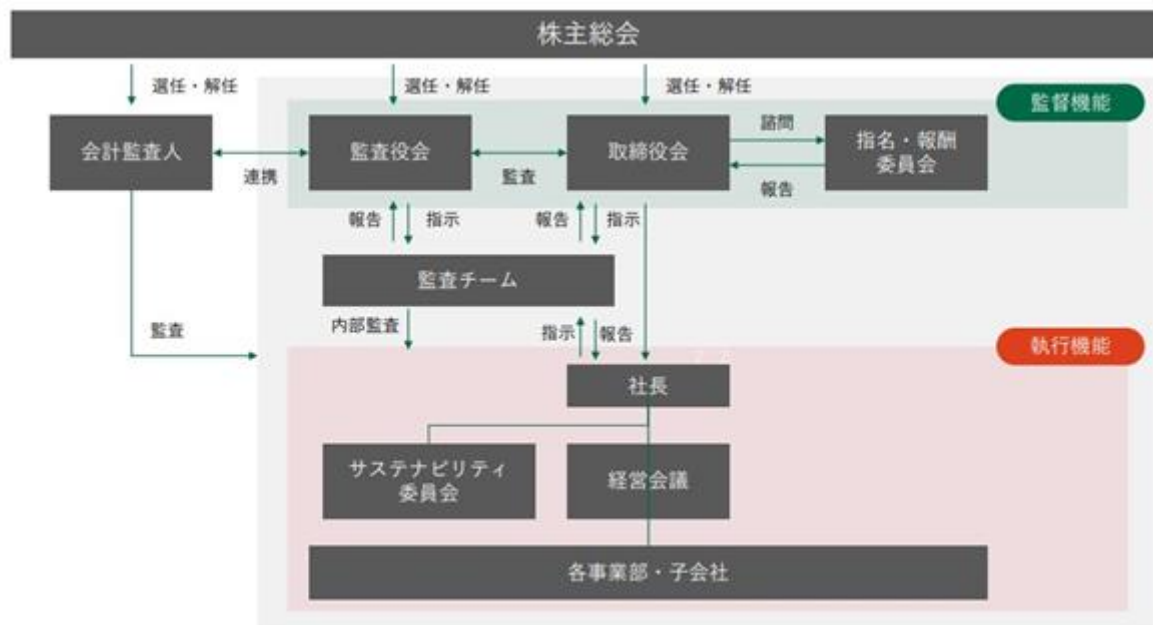 株主総会
選任・解任
選任・解任
選任・解任
監督機能
会計監査人
連携
監査役会
監査
取締役会
諮問
報告
指名・報酬
委員会
報告
指示
報告
指示
監査チーム
監査
内部監査
指示
報告
執行機能
社長
サステナビリティ
委員会
経営会議
各事業部・子会社